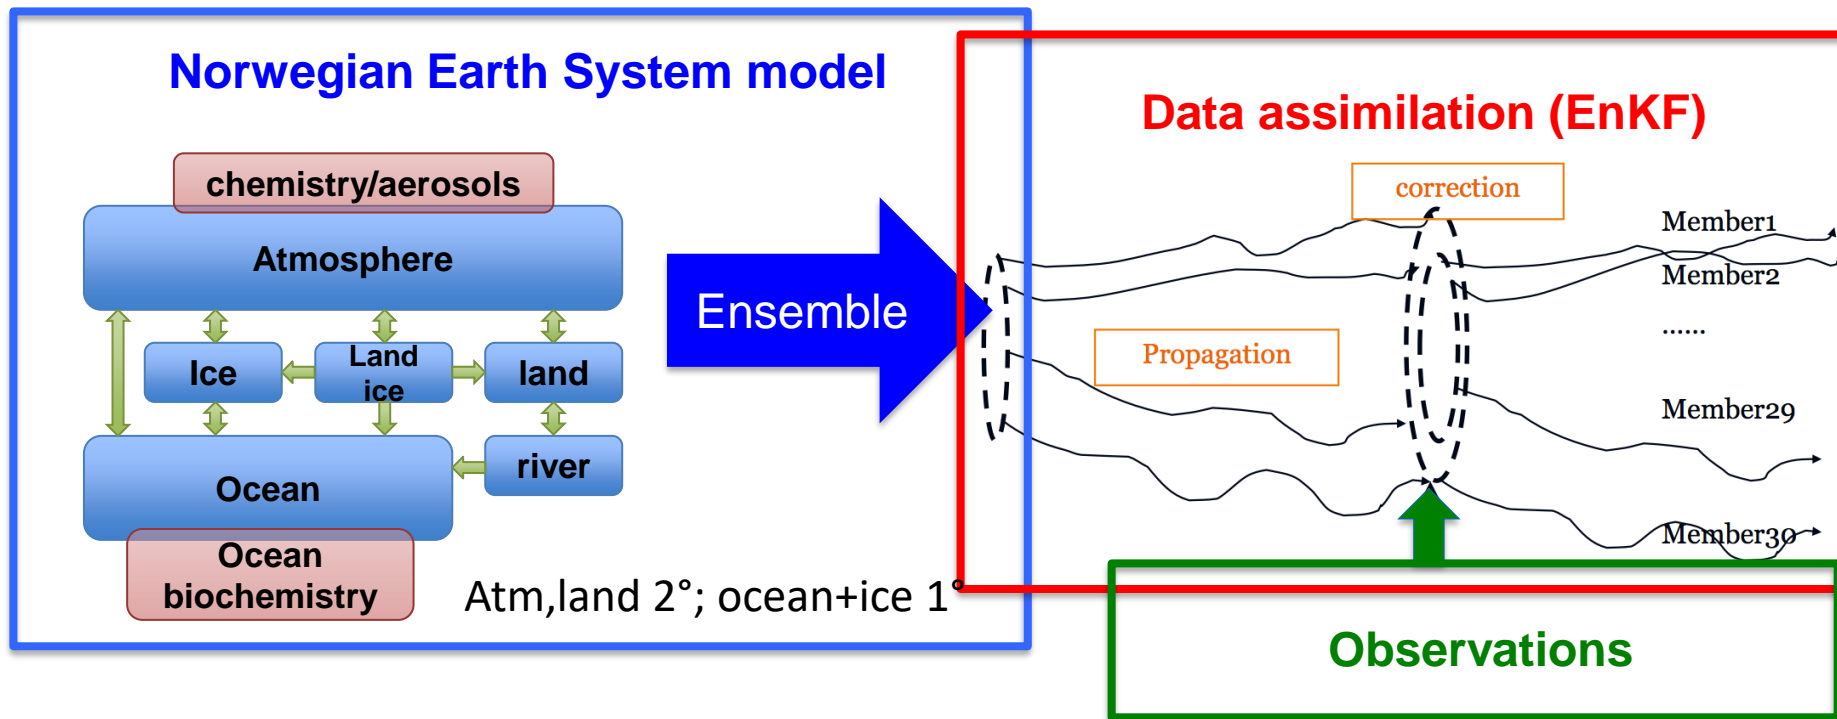 Norwegian Earth System model
chemistry/aerosols
Atmosphere
Ice
Land
ice
land
Ocean
river
Ocean
biochemistry
Atm,land 2°; ocean+ice 1°
Ensemble
Data assimilation (EnKF)
correction
Propagation
Member1
Member2
......
Member29
Member30
Observations